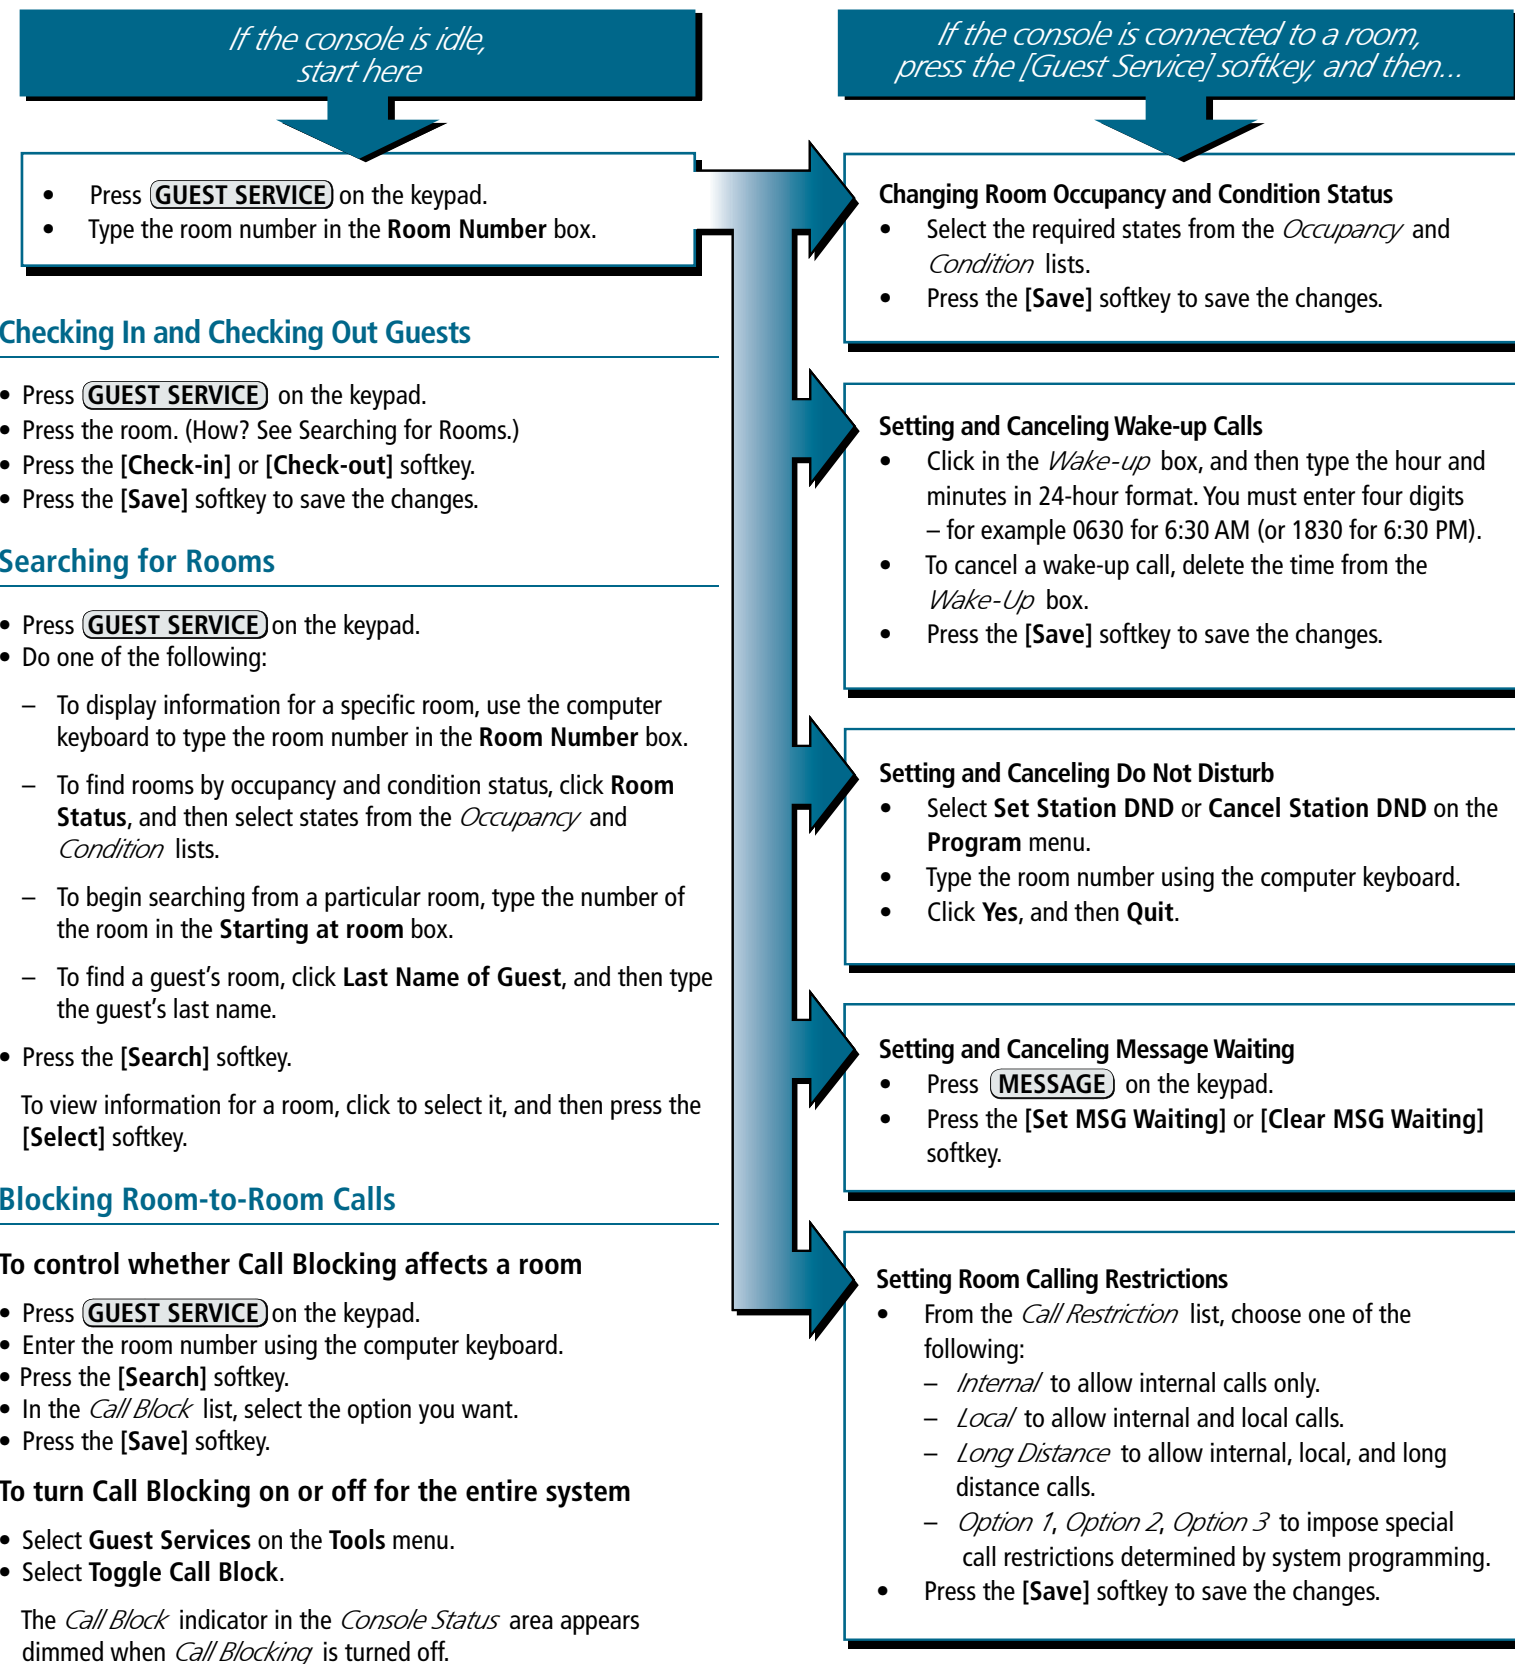 If the console is idle,
start here
• Press GUEST SERVICE on the keypad.
• Type the room number in the Room Number box.
Checking In and Checking Out Guests
• Press GUEST SERVICE on the keypad.
• Press the room. (How? See Searching for Rooms.)
• Press the [Check-in] or [Check-out] softkey.
• Press the [Save] softkey to save the changes.
Searching for Rooms
• Press GUEST SERVICE on the keypad.
• Do one of the following:
– To display information for a specific room, use the computer
keyboard to type the room number in the Room Number box.
– To find rooms by occupancy and condition status, click Room
Status, and then select states from the Occupancy and
Condition lists.
– To begin searching from a particular room, type the number of
the room in the Starting at room box.
– To find a guest’s room, click Last Name of Guest, and then type
the guest’s last name.
• Press the [Search] softkey.
To view information for a room, click to select it, and then press the
[Select] softkey.
Blocking Room-to-Room Calls
To control whether Call Blocking affects a room
• Press GUEST SERVICE on the keypad.
• Enter the room number using the computer keyboard.
• Press the [Search] softkey.
• In the Call Block list, select the option you want.
• Press the [Save] softkey.
To turn Call Blocking on or off for the entire system
• Select Guest Services on the Tools menu.
• Select Toggle Call Block.
The Call Block indicator in the Console Status area appears
dimmed when Call Blocking is turned off.
If the console is connected to a room,
press the [Guest Service] softkey, and then...
Changing Room Occupancy and Condition Status
• Select the required states from the Occupancy and
Condition lists.
• Press the [Save] softkey to save the changes.
Setting and Canceling Wake-up Calls
• Click in the Wake-up box, and then type the hour and
minutes in 24-hour format. You must enter four digits
– for example 0630 for 6:30 AM (or 1830 for 6:30 PM).
• To cancel a wake-up call, delete the time from the
Wake-Up box.
• Press the [Save] softkey to save the changes.
Setting and Canceling Do Not Disturb
• Select Set Station DND or Cancel Station DND on the
Program menu.
• Type the room number using the computer keyboard.
• Click Yes, and then Quit.
Setting and Canceling Message Waiting
• Press MESSAGE on the keypad.
• Press the [Set MSG Waiting] or [Clear MSG Waiting]
softkey.
Setting Room Calling Restrictions
• From the Call Restriction list, choose one of the
following:
– Internal to allow internal calls only.
– Local to allow internal and local calls.
– Long Distance to allow internal, local, and long
distance calls.
– Option 1, Option 2, Option 3 to impose special
call restrictions determined by system programming.
• Press the [Save] softkey to save the changes.